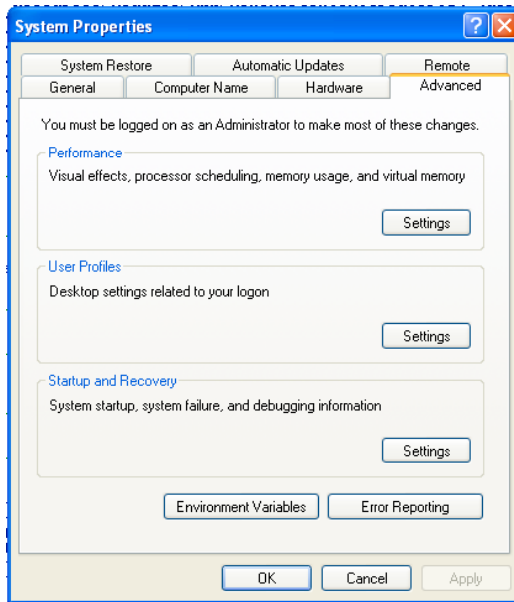 System Properties
System Restore Automatic Updates Remote
General Computer Name Hardware Advanced
You must be logged on as an Administrator to make most of these changes.
Performance
Visual effects, processor scheduling, memory usage, and virtual memory
Settings
User Profiles
Desktop settings related to your logon
Settings
Startup and Recovery
System startup, system failure, and debugging information
Settings
Environment Variables Error Reporting
OK Cancel Apply